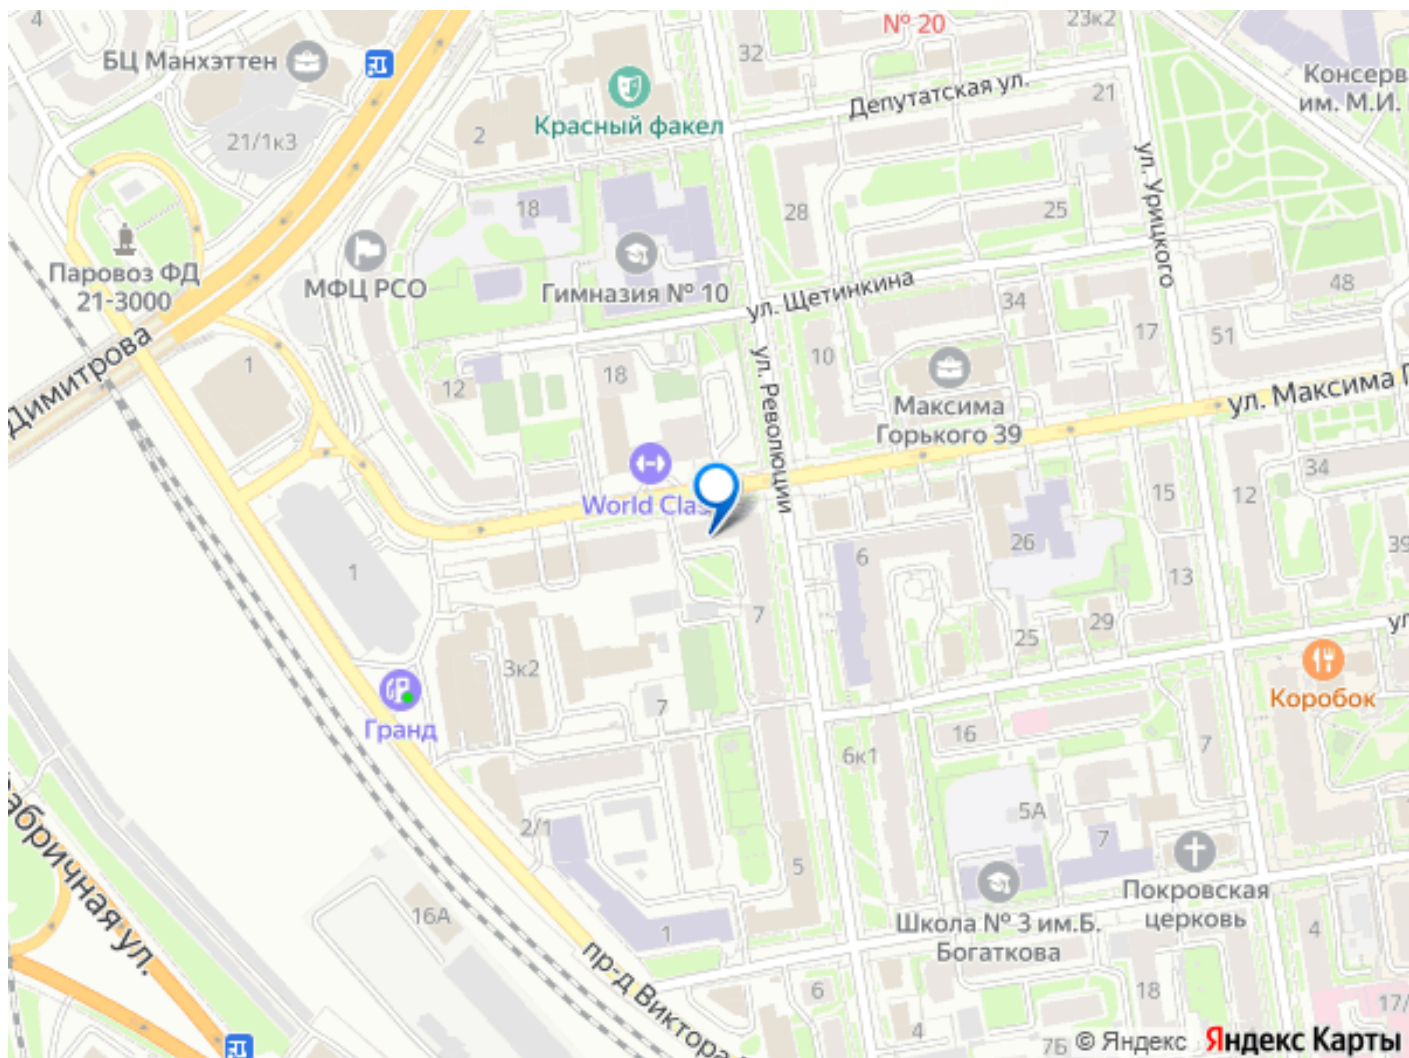 4
БЦ Манхэттен
21/1к3
2
Красный факел
32
№ 20
23к2
Депутатская ул.
21
Консерв
им. М.И.
18
28
25
ул. Урицкого
Паровоз ФД
21-3000
МФЦ РСО
Гимназия № 10
ул. Щетинкина
34
48
Димитрова
1
12
18
10
ул. Революции
17
51
Максима
Горького 39
ул. Максима Г
World Clas
1
15
12
34
6
26
39
7
13
25
29
ул
3к2
7
Гранд
Коробок
16
7
6к1
5А
7
2/1
5
абричная ул.
16А
1
Школа № 3 им.Б.
Богаткова
Покровская
церковь
4
пр-д Виктора
6
4
18
17/
7Б
© Яндекс Яндекс Карты